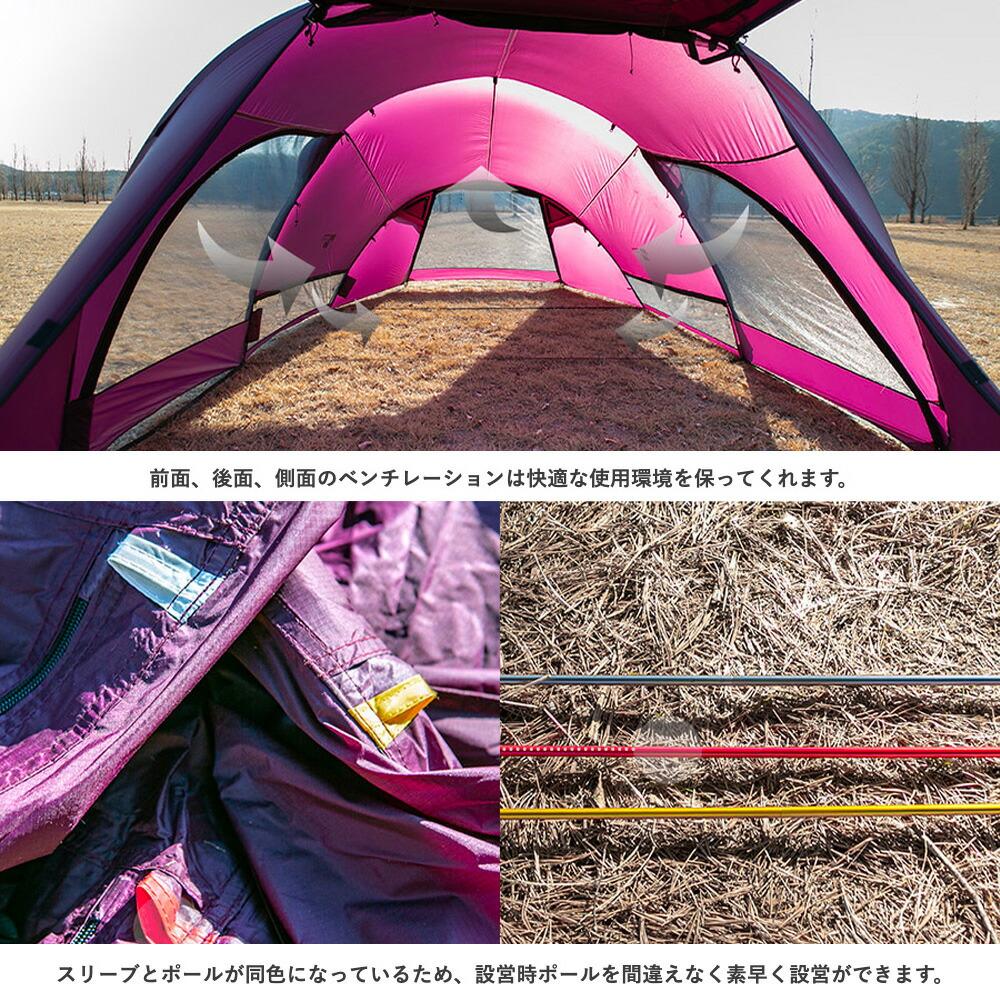 前面、後面、側面のベンチレーションは快適な使用環境を保ってくれます。
スリーブとポールが同色になっているため、設営時ポールを間違えなく素早く設営ができます。